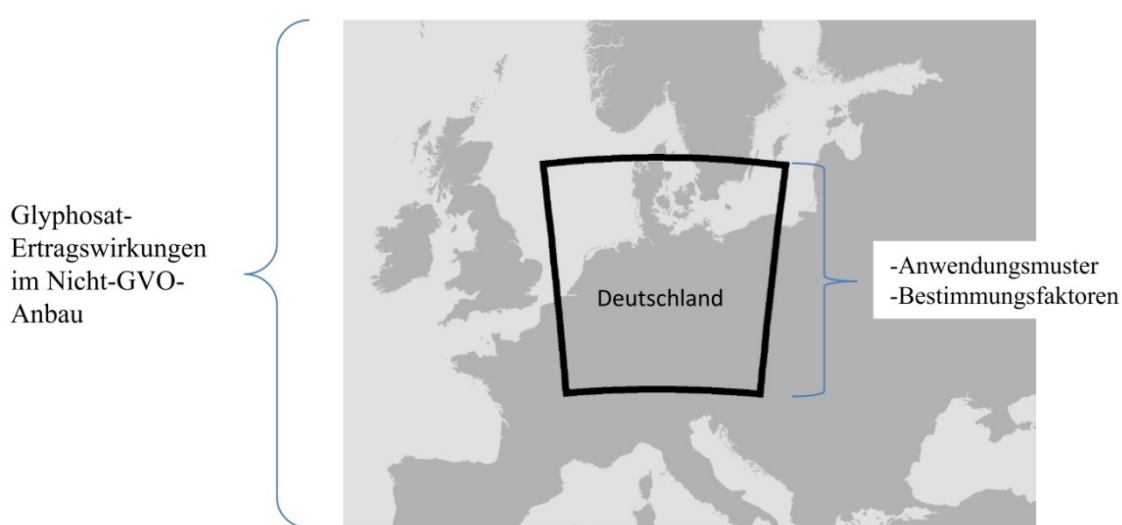 Glyphosat-
Ertragswirkungen
im Nicht-GVO-
Anbau
Deutschland
-Anwendungsmuster
-Bestimmungsfaktoren